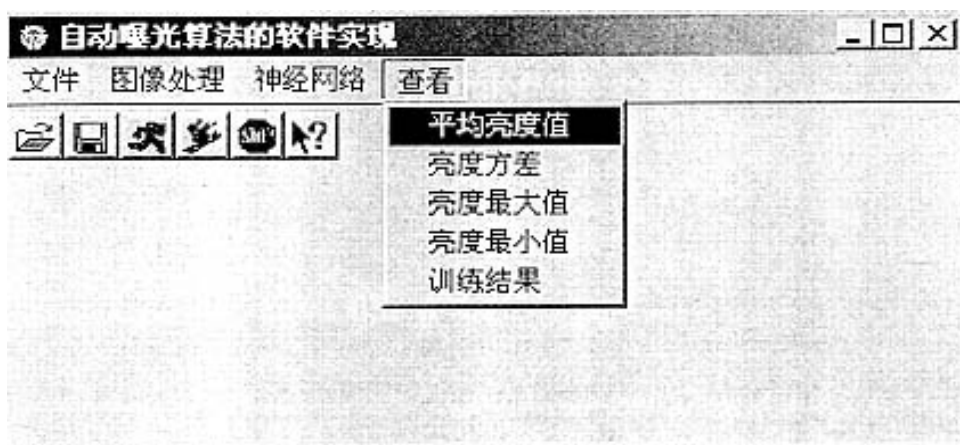 自动曝光算法的软件实现
文件 图像处理 神经网络 查看
平均亮度值
亮度方差
亮度最大值
亮度最小值
训练结果